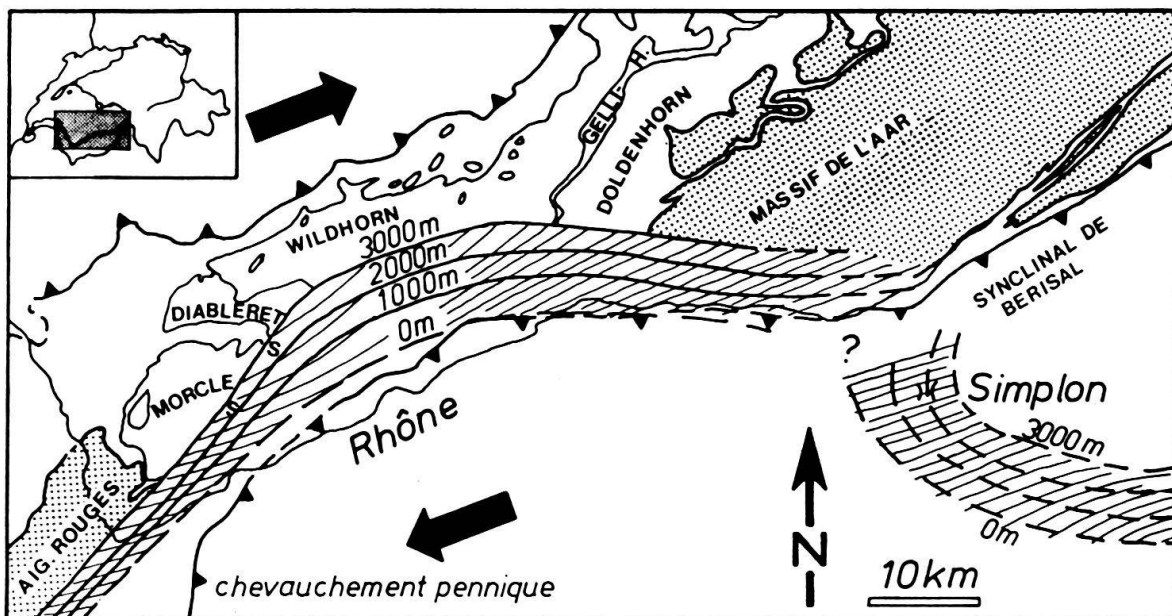 GELLI H.
DOLDENHORN
MASSIF DE L'AAR
WILDHORN
3000m
2000m
1000m
0m
DIABLERETS
MORCLES
AIG. ROUGES
Rhône
SYNCLINAL DE
BERISAL
?
Simplon
3000m
0m
N
10km
chevauchement pennique